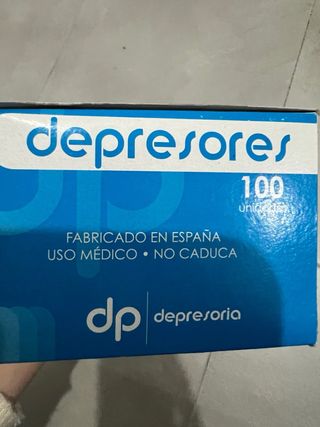 depresores
100
unidades
FABRICADO EN ESPAÑA
USO MÉDICO • NO CADUCA
dp | depresoria